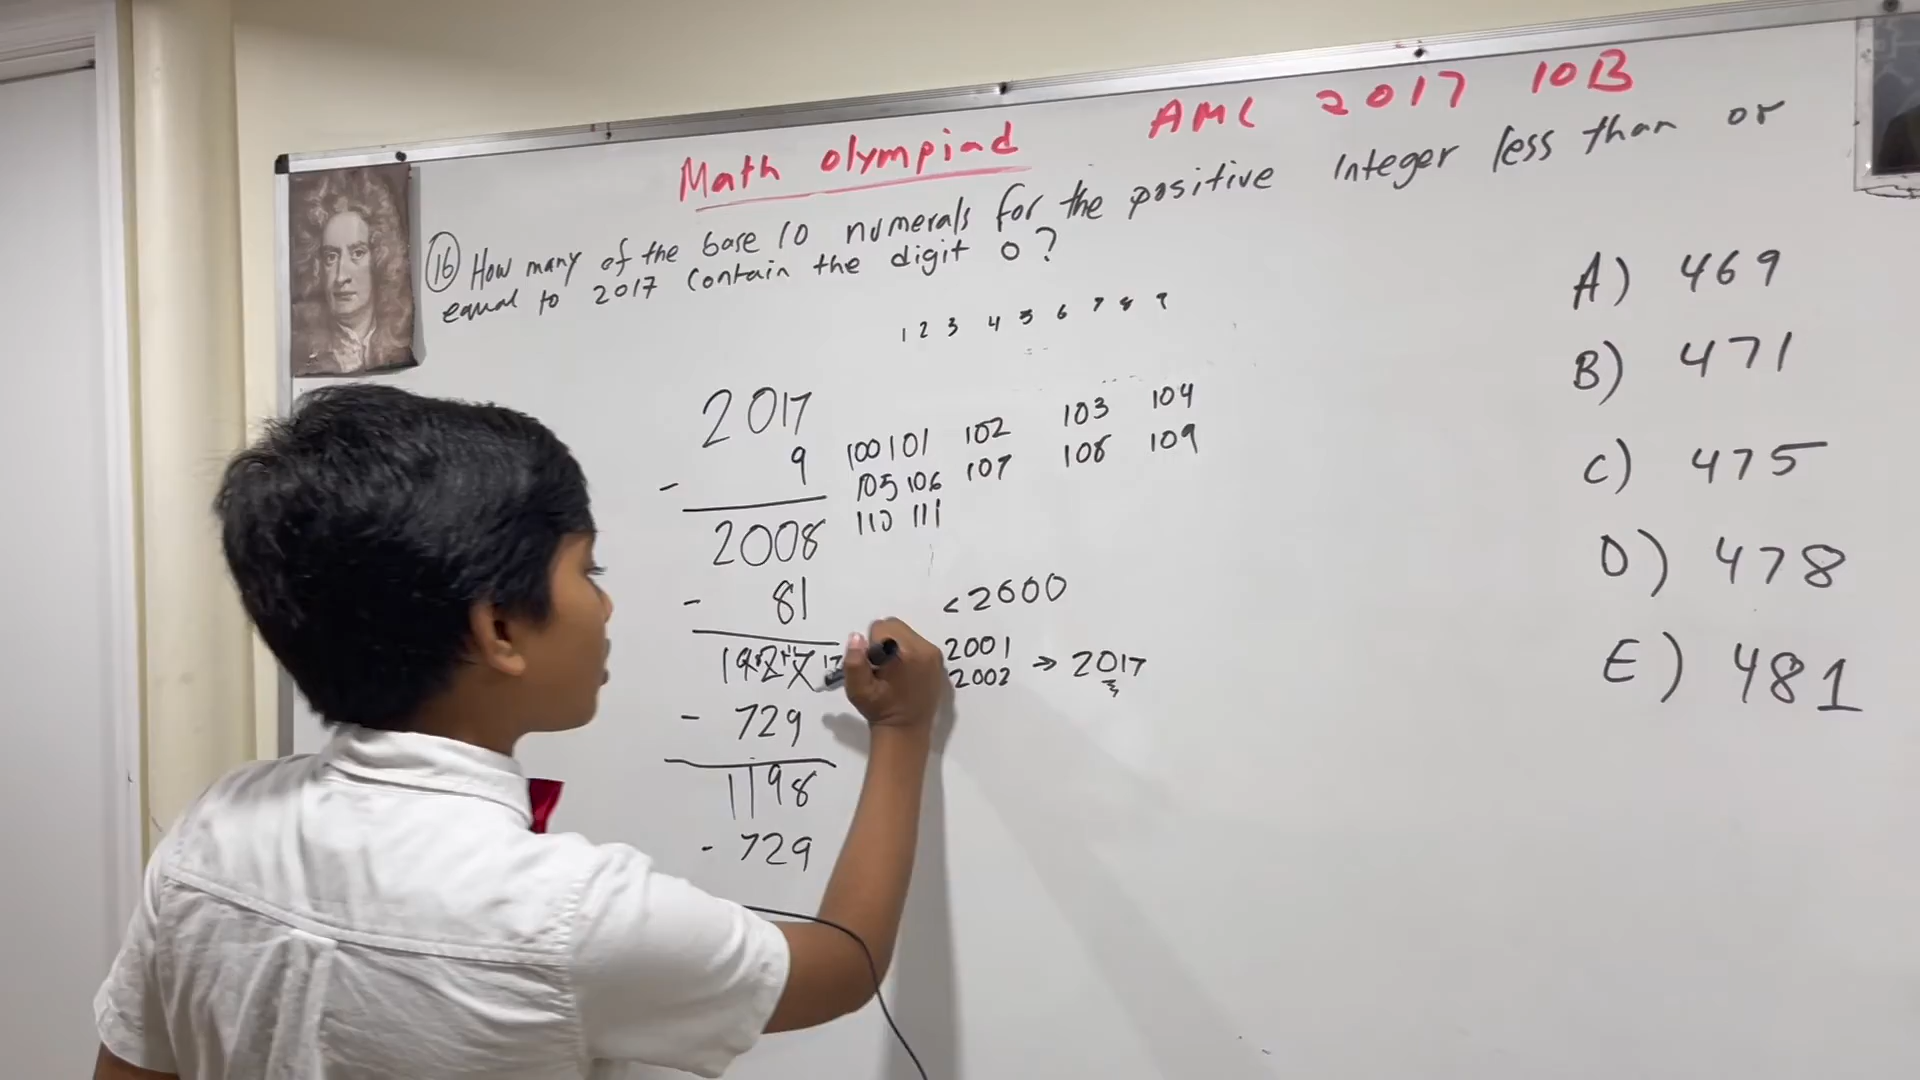 Math Olympiad AMC 2017 10B
16 How many of the base 10 numerals for the positive Integer less than or
equal to 2017 contain the digit 0?
1 2 3 4 5 6 7 8 9
A) 469
B) 471
C) 475
D) 478
E) 481
2017
- 9
2008
- 81
1927
17
- 729
1198
- 729
100 101 102 103 104
105 106 107 108 109
110 111
<2000
2001
2002 → 2017